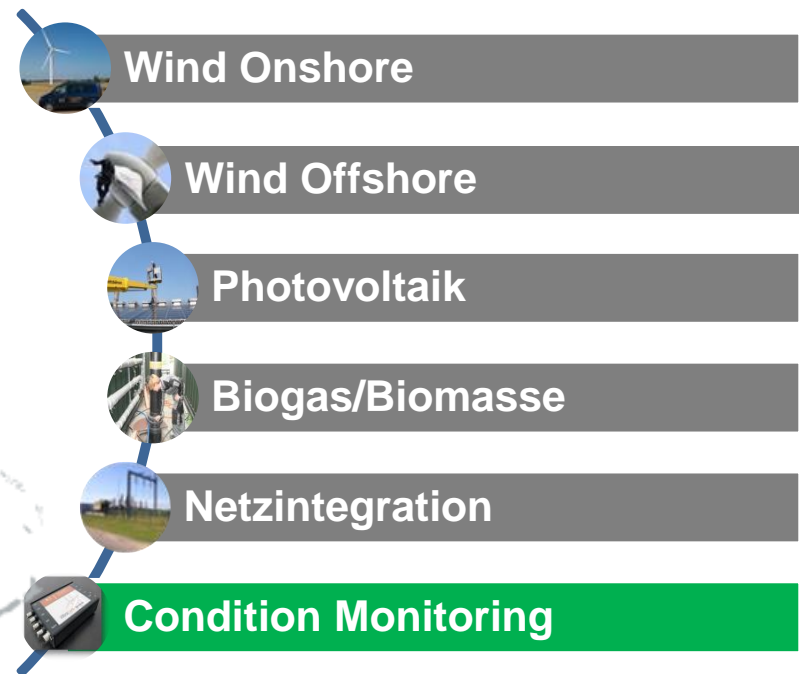 Wind Onshore
Wind Offshore
Photovoltaik
Biogas/Biomasse
Netzintegration
Condition Monitoring